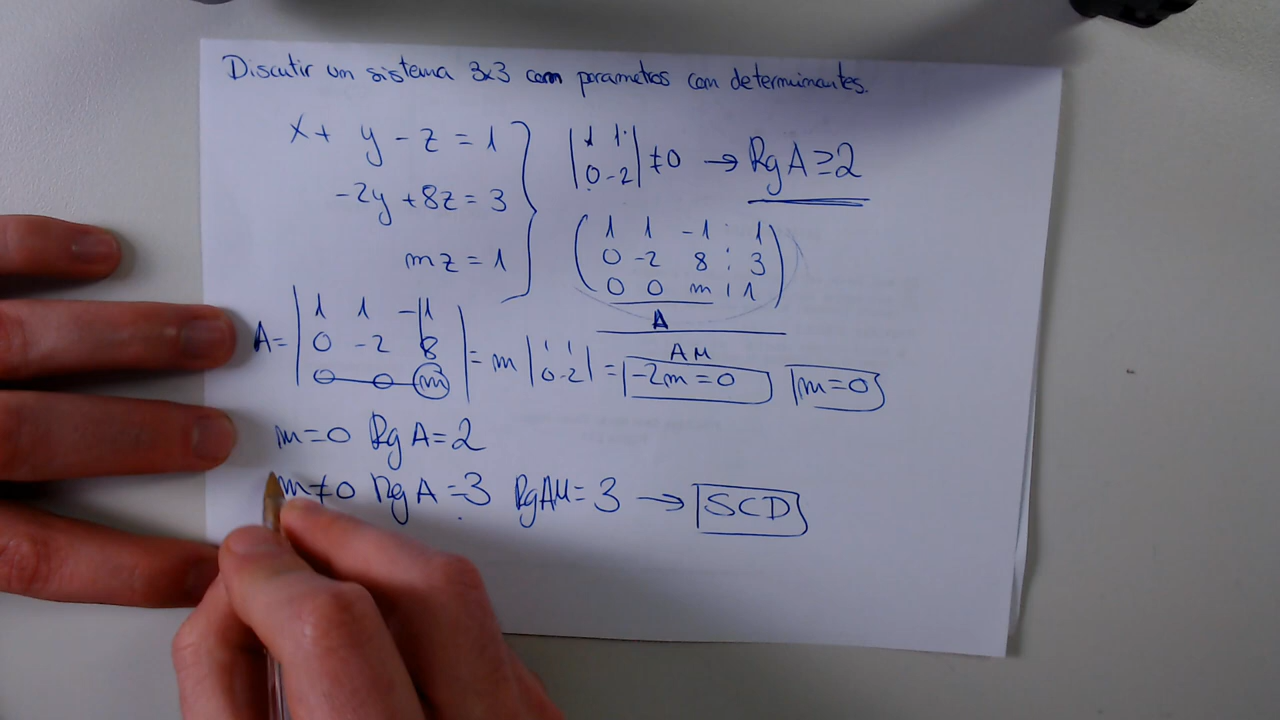 Discutir un sistema 3x3 com parametros com determinantes.
x + y - z = 1
-2y + 8z = 3
mz = 1
| 1 1 |
| 0 -2 | ≠ 0 → Rg A ≥ 2
1 1 -1 : 1
0 -2 8 : 3
0 0 m : 1
A
AM
A = | 1 1 -1 |
| 0 -2 8 |
| 0 0 m | = m | 1 1 |
| 0 -2 | = -2m = 0 m = 0
m = 0 Rg A = 2
m ≠ 0 Rg A = 3 Rg AM = 3 → SCD